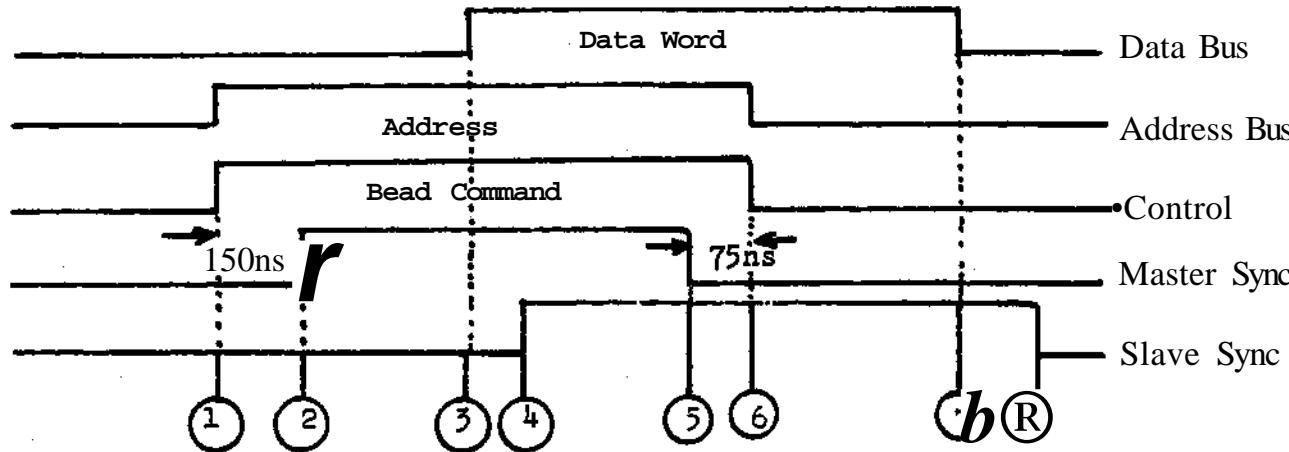 Data Word
Data Bus
Address
Address Bus
Bead Command
•Control
150ns r
75ns
Master Sync
Slave Sync
1 2 3 4 5 6 b ®